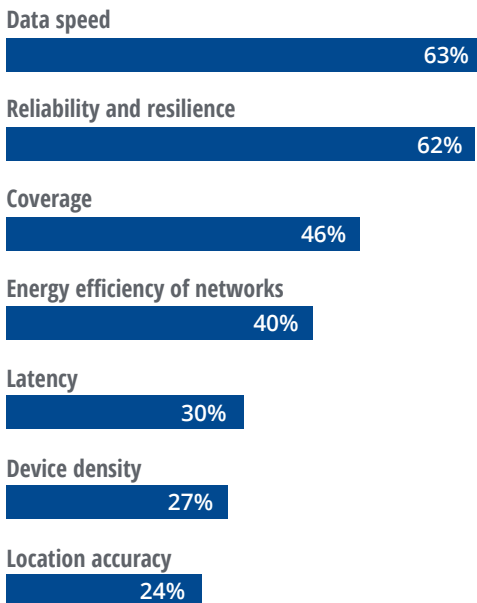 Data speed
63%
Reliability and resilience
62%
Coverage
46%
Energy efficiency of networks
40%
Latency
30%
Device density
27%
Location accuracy
24%